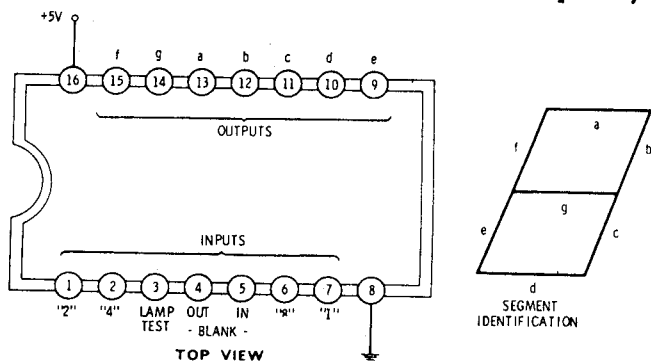 +5V
f g a b c d e
16 15 14 13 12 11 10 9
OUTPUTS
INPUTS
1 2 3 4 5 6 7 8
"2" "4" LAMP TEST OUT IN "8" "1"
- BLANK -
TOP VIEW
a
f b
g
e c
d
SEGMENT
IDENTIFICATION